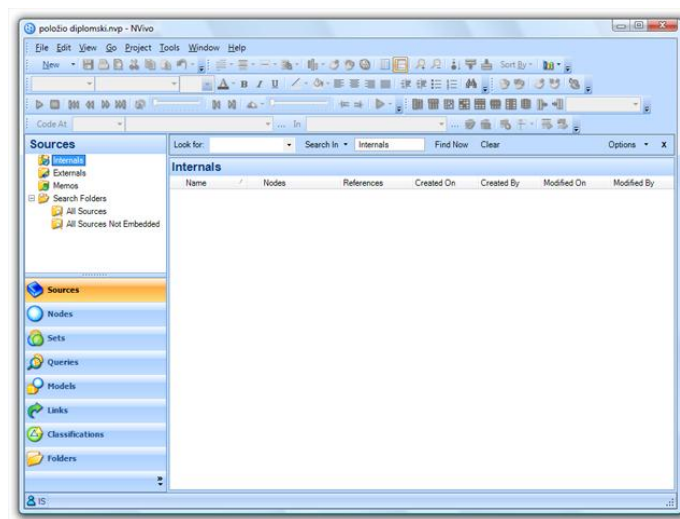 položio diplomski.nvp - NVivo
File Edit View Go Project Tools Window Help
New
Sort By
B I U
Code At In
Sources
Look for: Search In Internals Find Now Clear Options x
Internals
Externals
Memos
Search Folders
All Sources
All Sources Not Embedded
Internals
Name Nodes References Created On Created By Modified On Modified By
Sources
Nodes
Sets
Queries
Models
Links
Classifications
Folders
IS